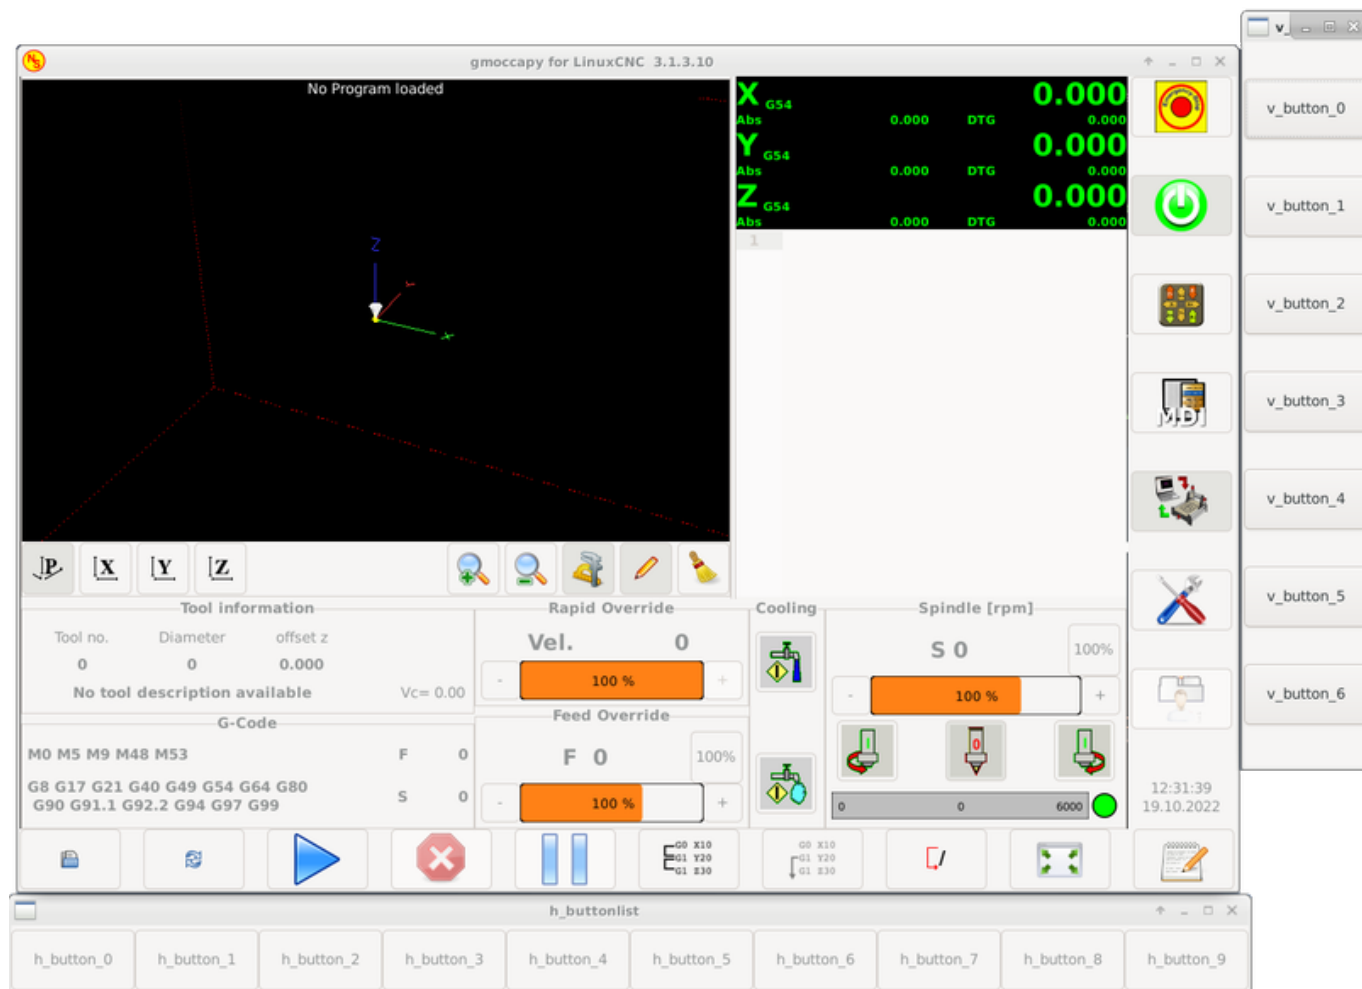 v_
gmoccapy for LinuxCNC 3.1.3.10
No Program loaded
X G54 0.000
Abs 0.000 DTG 0.000
Y G54 0.000
Abs 0.000 DTG 0.000
Z G54 0.000
Abs 0.000 DTG 0.000
1
Z
Y
X
MDI
P X Y Z
Tool information
Tool no. Diameter offset z
0 0 0.000
No tool description available Vc= 0.00
G-Code
M0 M5 M9 M48 M53 F 0
G8 G17 G21 G40 G49 G54 G64 G80
G90 G91.1 G92.2 G94 G97 G99
S 0
Rapid Override
Vel. 0
- 100 % +
Feed Override
F 0 100%
- 100 % +
Cooling
Spindle [rpm]
S 0 100%
- 100 % +
0
0 0 6000
12:31:39
19.10.2022
G0 X10
G1 Y20
G1 Z30
G0 X10
G1 Y20
G1 Z30
v_button_0
v_button_1
v_button_2
v_button_3
v_button_4
v_button_5
v_button_6
h_buttonlist
h_button_0 h_button_1 h_button_2 h_button_3 h_button_4 h_button_5 h_button_6 h_button_7 h_button_8 h_button_9